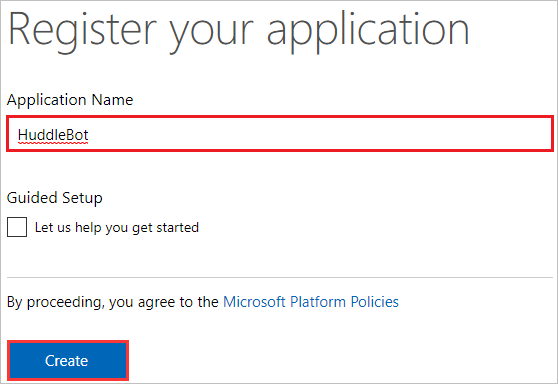 Register your application
Application Name
HuddleBot
Guided Setup
Let us help you get started
By proceeding, you agree to the Microsoft Platform Policies
Create